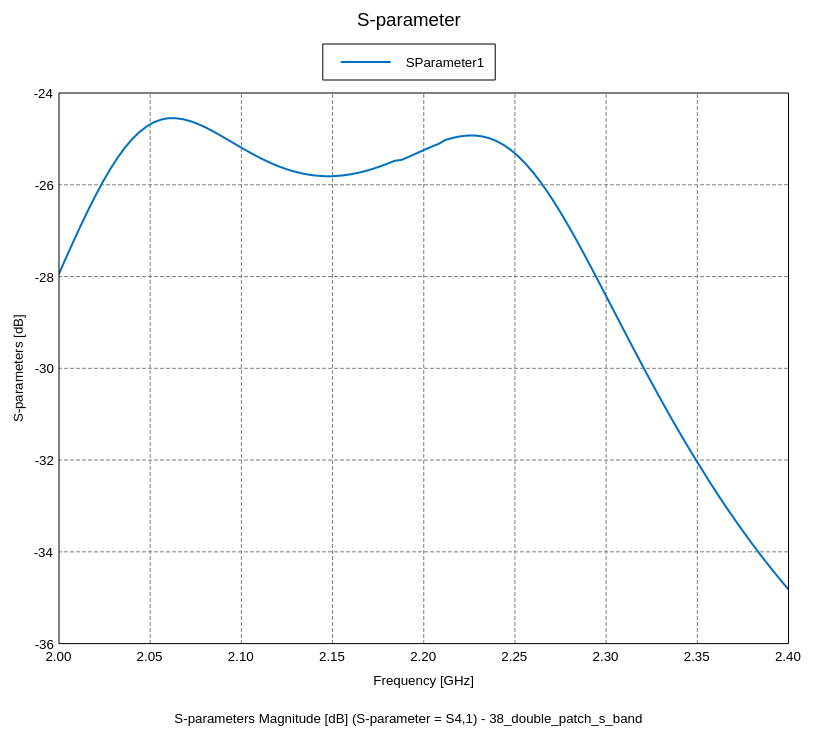 S-parameter
SParameter1
-24
-26
-28
-30
-32
-34
-36
S-parameters [dB]
2.00 2.05 2.10 2.15 2.20 2.25 2.30 2.35 2.40
Frequency [GHz]
S-parameters Magnitude [dB] (S-parameter = S4,1) - 38_double_patch_s_band